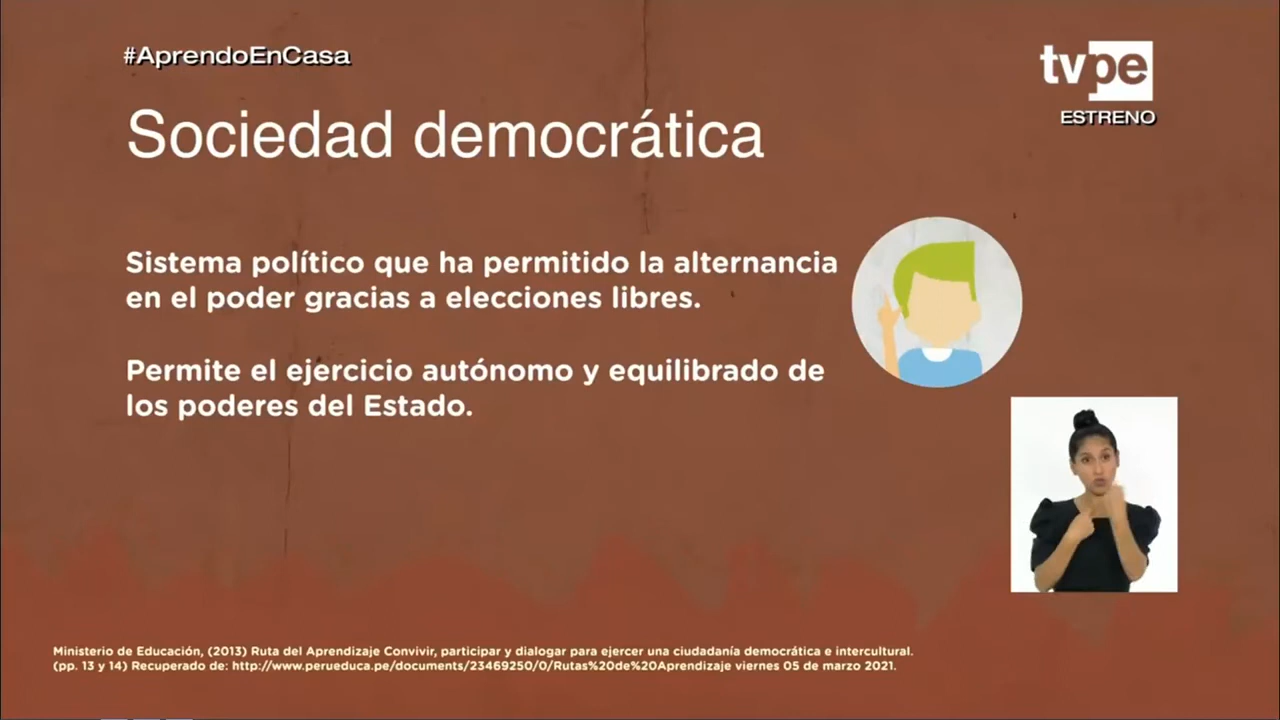 #AprendoEnCasa
tvpe
ESTRENO
Sociedad democrática
Sistema político que ha permitido la alternancia
en el poder gracias a elecciones libres.
Permite el ejercicio autónomo y equilibrado de
los poderes del Estado.
Ministerio de Educación, (2013) Ruta del Aprendizaje Convivir, participar y dialogar para ejercer una ciudadanía democrática e intercultural.
(pp. 13 y 14) Recuperado de: http://www.perueduca.pe/documents/23469250/0/Rutas%20de%20Aprendizaje viernes 05 de marzo 2021.